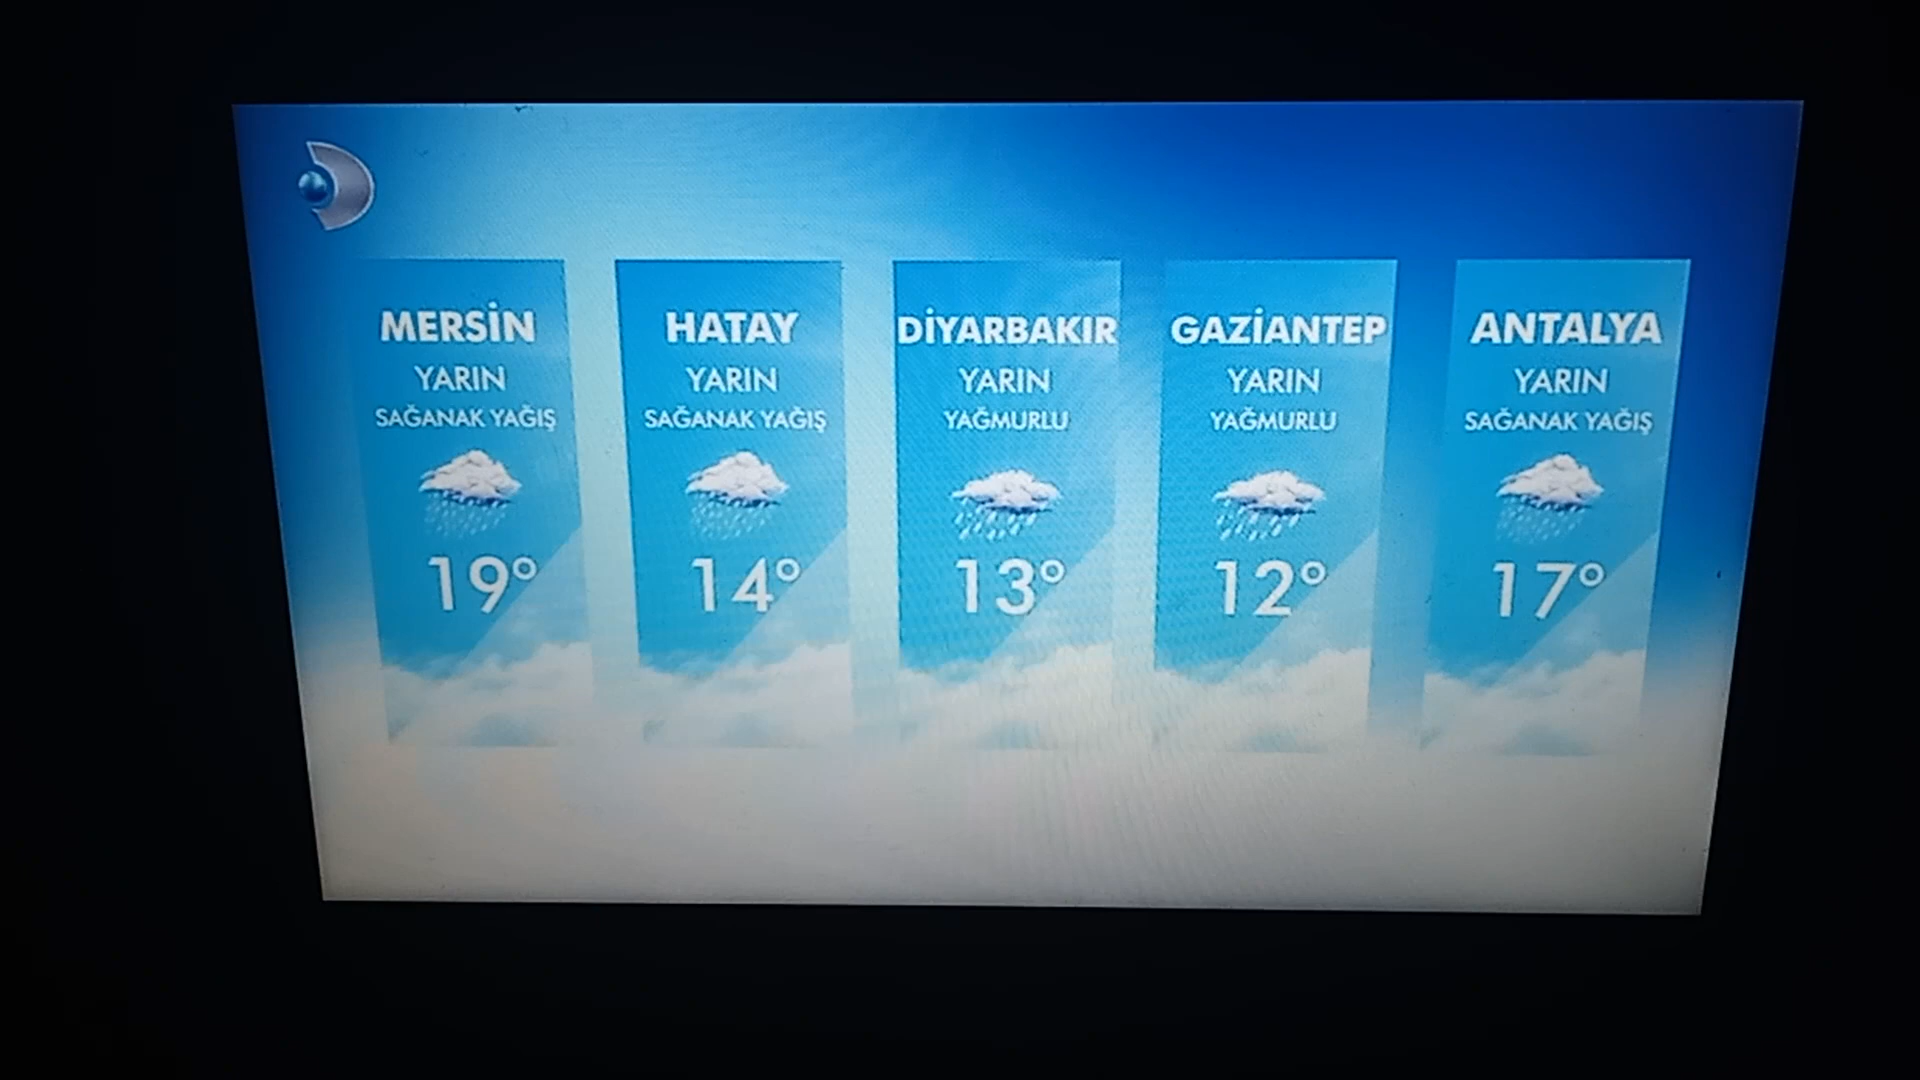 MERSİN
YARIN
SAĞANAK YAĞIŞ
19°
HATAY
YARIN
SAĞANAK YAĞIŞ
14°
DİYARBAKIR
YARIN
YAĞMURLU
13°
GAZİANTEP
YARIN
YAĞMURLU
12°
ANTALYA
YARIN
SAĞANAK YAĞIŞ
17°